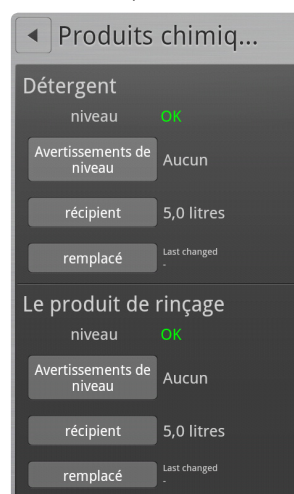 Produits chimiq...
Détergent
niveau OK
Avertissements de
niveau
Aucun
récipient 5,0 litres
remplacé
Last changed
-
Le produit de rinçage
niveau OK
Avertissements de
niveau
Aucun
récipient 5,0 litres
remplacé
Last changed
-